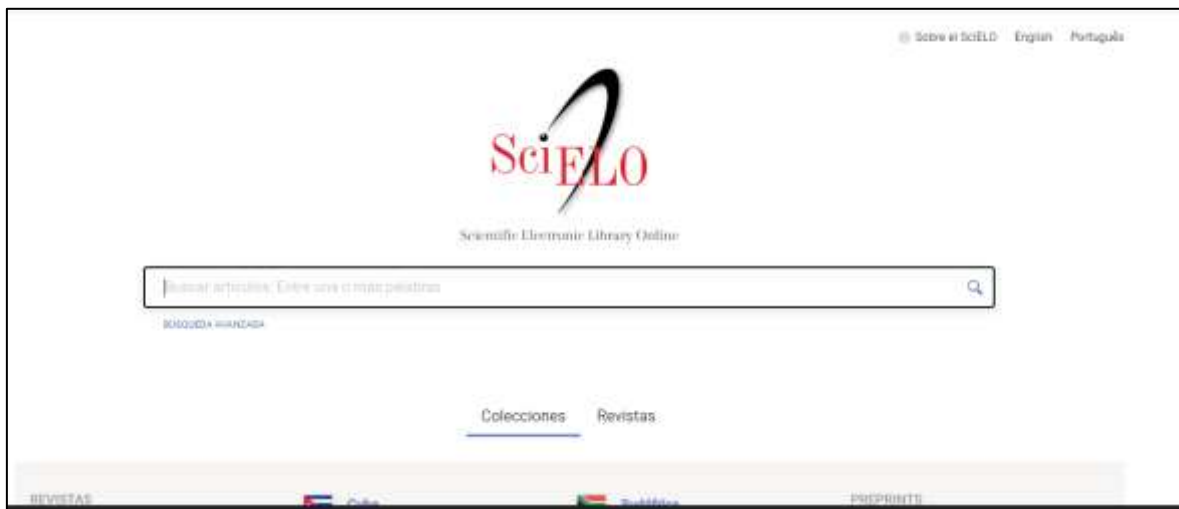 Sobre el SciELO English Português
SciELO
Scientific Electronic Library Online
Buscar artículos. Entre una o más palabras
BÚSQUEDA AVANZADA
Colecciones Revistas
REVISTAS Cuba Sudáfrica PREPRINTS